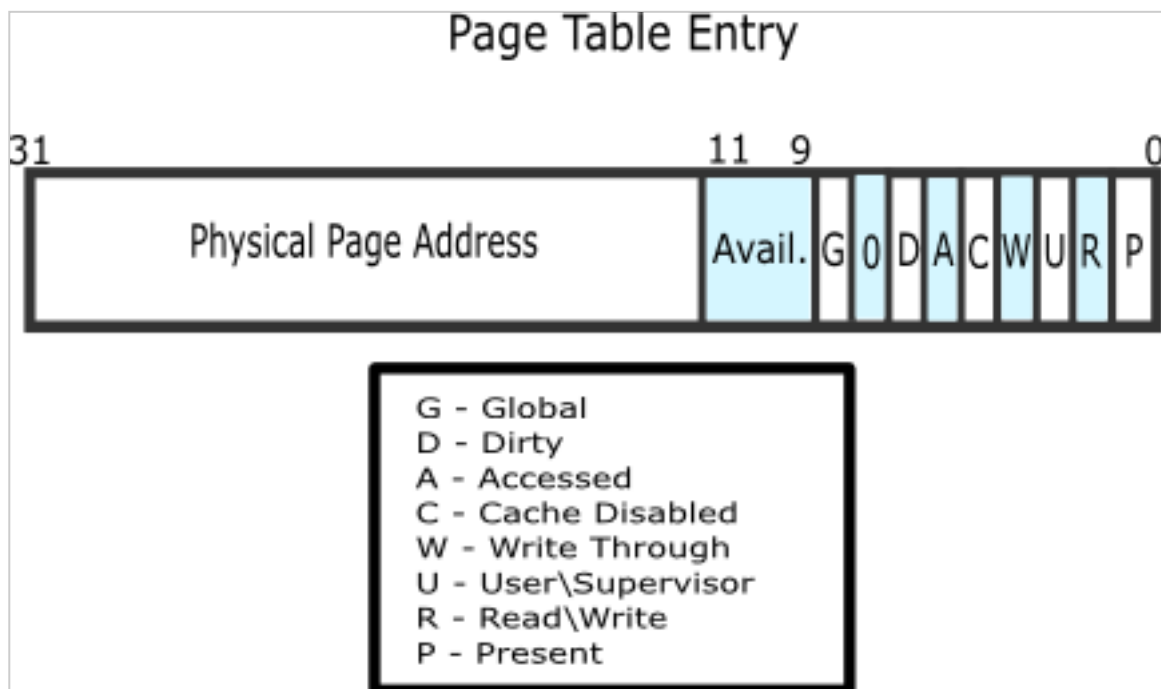 Page Table Entry
31 11 9 0
Physical Page Address Avail. G 0 D A C W U R P
G - Global
D - Dirty
A - Accessed
C - Cache Disabled
W - Write Through
U - User\Supervisor
R - Read\Write
P - Present